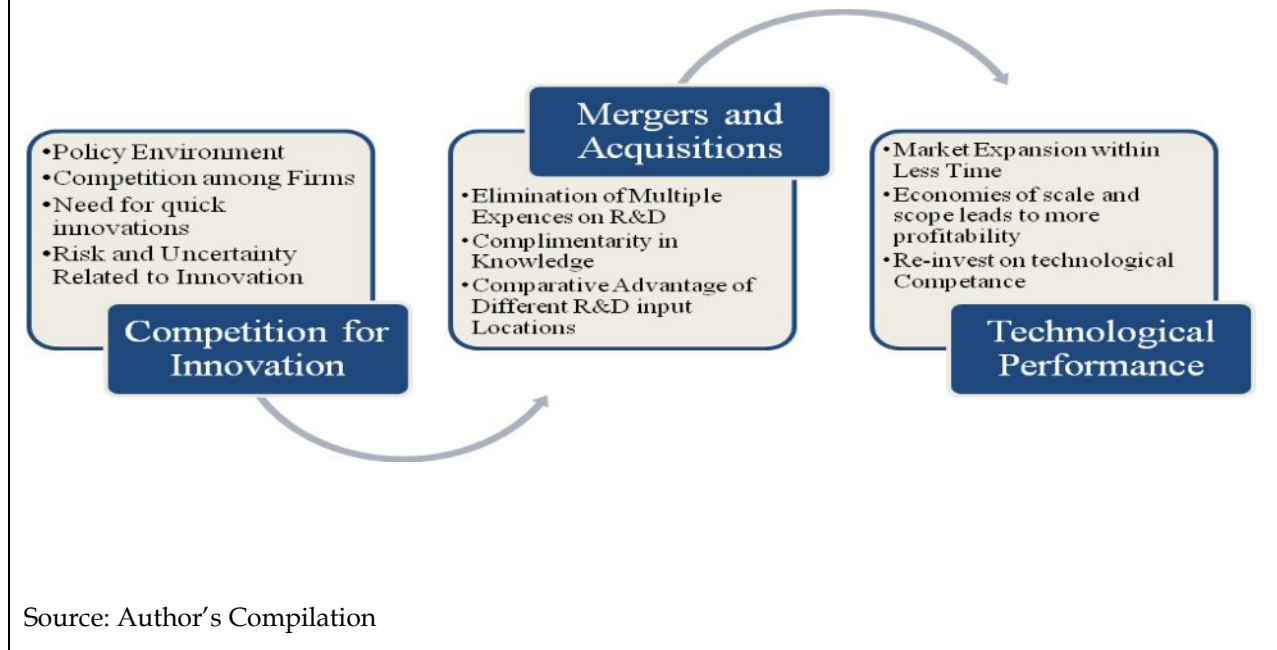 •Policy Environment
•Competition among Firms
•Need for quick
innovations
•Risk and Uncertainty
Related to Innovation
Competition for
Innovation
Mergers and
Acquisitions
•Elimination of Multiple
Expences on R&D
•Complimentarity in
Knowledge
•Comparative Advantage of
Different R&D input
Locations
•Market Expansion within
Less Time
•Economies of scale and
scope leads to more
profitability
•Re-invest on technological
Competance
Technological
Performance
Source: Author’s Compilation